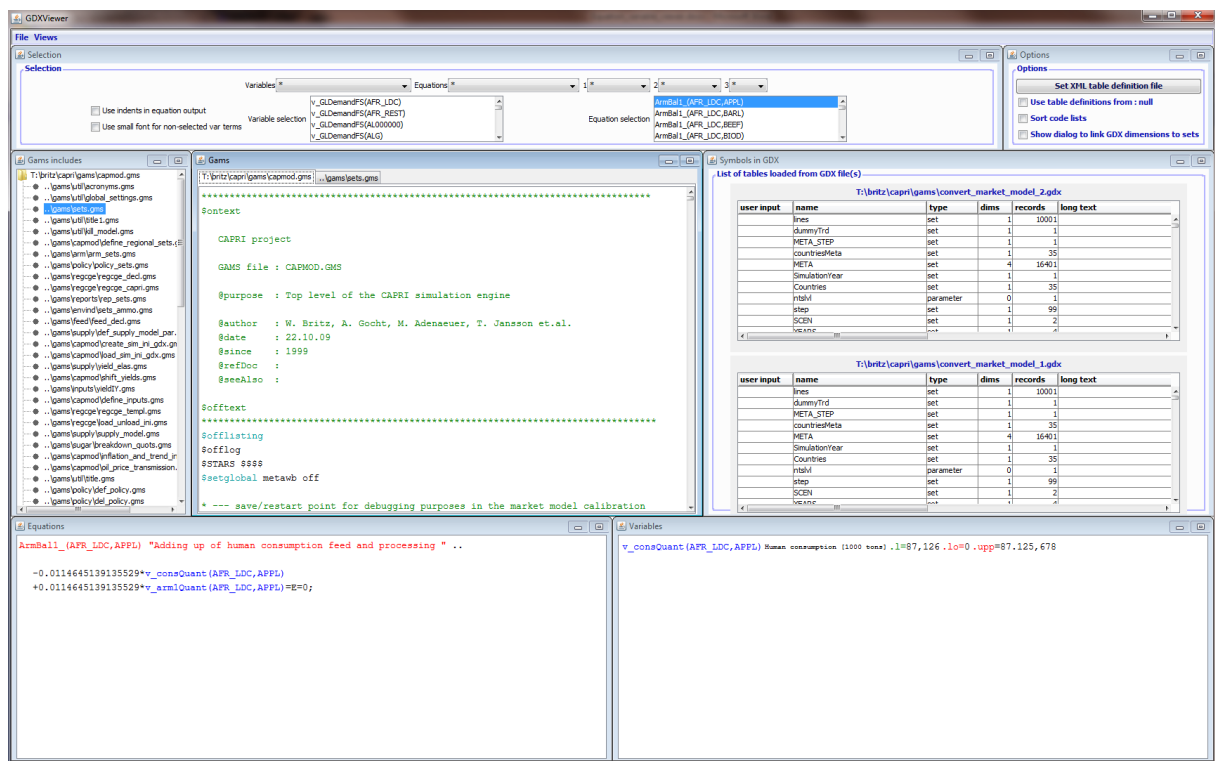 GDXViewer
File Views
Selection
Selection
Variables * Equations * 1 * 2 * 3 *
Use indents in equation output
Use small font for non-selected var terms
Variable selection
v_GLDemandFS(AFR_LDC)
v_GLDemandFS(AFR_REST)
v_GLDemandFS(AL000000)
v_GLDemandFS(ALG)
Equation selection
ArmBal1_(AFR_LDC,APPL)
ArmBal1_(AFR_LDC,BARL)
ArmBal1_(AFR_LDC,BEEF)
ArmBal1_(AFR_LDC,BIOD)
Options
Options
Set XML table definition file
Use table definitions from : null
Sort code lists
Show dialog to link GDX dimensions to sets
Gams includes
T:\britz\capri\gams\capmod.gms
..\gams\util\acronyms.gms
..\gams\util\global_settings.gms
..\gams\sets.gms
..\gams\util\title1.gms
..\gams\util\kill_model.gms
..\gams\capmod\define_regional_sets.g
..\gams\arm\arm_sets.gms
..\gams\policy\policy_sets.gms
..\gams\regcge\regcge_decl.gms
..\gams\regcge\regcge_capri.gms
..\gams\reports\rep_sets.gms
..\gams\envind\sets_ammo.gms
..\gams\feed\feed_decl.gms
..\gams\supply\def_supply_model_par.
..\gams\capmod\create_sim_ini_gdx.gm
..\gams\capmod\load_sim_ini_gdx.gms
..\gams\supply\yield_elas.gms
..\gams\capmod\shift_yields.gms
..\gams\inputs\yieldIY.gms
..\gams\capmod\define_inputs.gms
..\gams\regcge\regcge_templ.gms
..\gams\regcge\load_unload_ini.gms
..\gams\supply\supply_model.gms
..\gams\sugar\breakdown_quots.gms
..\gams\capmod\inflation_and_trend_in
..\gams\capmod\oil_price_transmission.
..\gams\util\title.gms
..\gams\policy\def_policy.gms
..\gams\policy\del_policy.gms
Gams
T:\britz\capri\gams\capmod.gms ..\gams\sets.gms
********************************************************************************
$ontext
CAPRI project
GAMS file : CAPMOD.GMS
@purpose : Top level of the CAPRI simulation engine
@author : W. Britz, A. Gocht, M. Adenaeuer, T. Jansson et.al.
@date : 22.10.09
@since : 1999
@refDoc :
@seeAlso :
$offtext
********************************************************************************
$offlisting
$offlog
$STARS $$$$
$setglobal metawb off
* --- save/restart point for debugging purposes in the market model calibration
Symbols in GDX
List of tables loaded from GDX file(s)
T:\britz\capri\gams\convert_market_model_2.gdx
user input name type dims records long text
lines set 1 10001
dummyTrd set 1 1
META_STEP set 1 1
countriesMeta set 1 35
META set 4 16401
SimulationYear set 1 1
Countries set 1 35
ntslvl parameter 0 1
step set 1 99
SCEN set 1 2
YEARS set 1 4
T:\britz\capri\gams\convert_market_model_1.gdx
user input name type dims records long text
lines set 1 10001
dummyTrd set 1 1
META_STEP set 1 1
countriesMeta set 1 35
META set 4 16401
SimulationYear set 1 1
Countries set 1 35
ntslvl parameter 0 1
step set 1 99
SCEN set 1 2
YEARS set 1 4
Equations
ArmBal1_(AFR_LDC,APPL) "Adding up of human consumption feed and processing " ..
-0.0114645139135529*v_consQuant(AFR_LDC,APPL)
+0.0114645139135529*v_arm1Quant(AFR_LDC,APPL)=E=0;
Variables
v_consQuant(AFR_LDC,APPL) Human consumption [1000 tons] .l=87,126 .lo=0 .upp=87.125,678